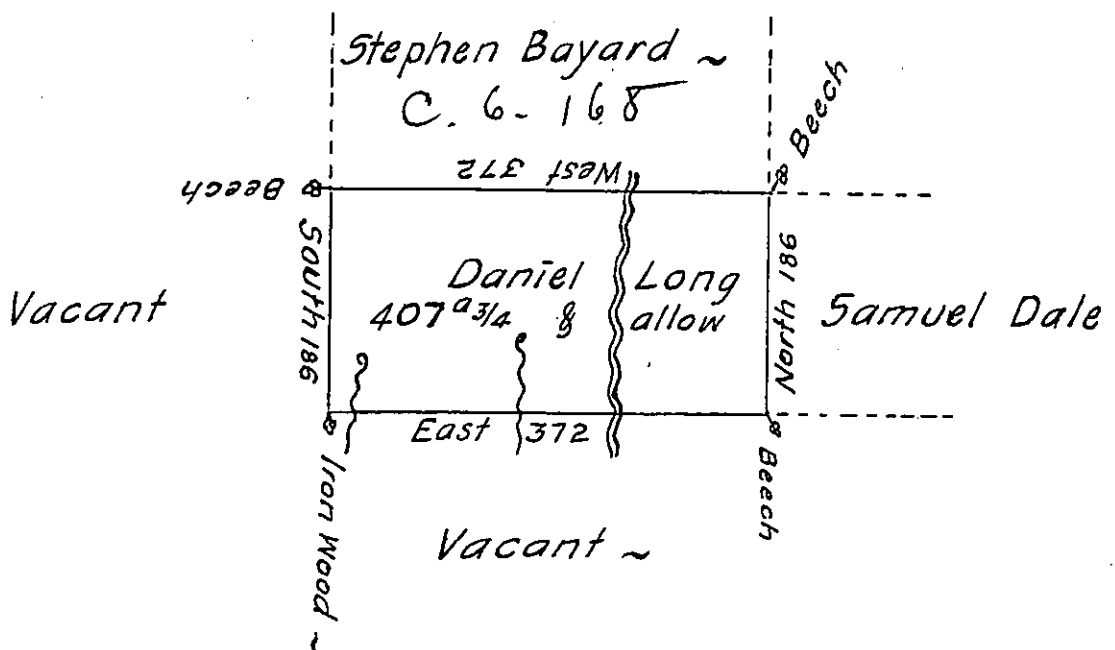 Stephen Bayard ~
C. 6 - 168
Beech
West 372
Beech
South 186
Vacant
Daniel Long
407 a 3/4 & allow
North 186
Samuel Dale
East 372
Iron Wood ~
Beech
Vacant ~